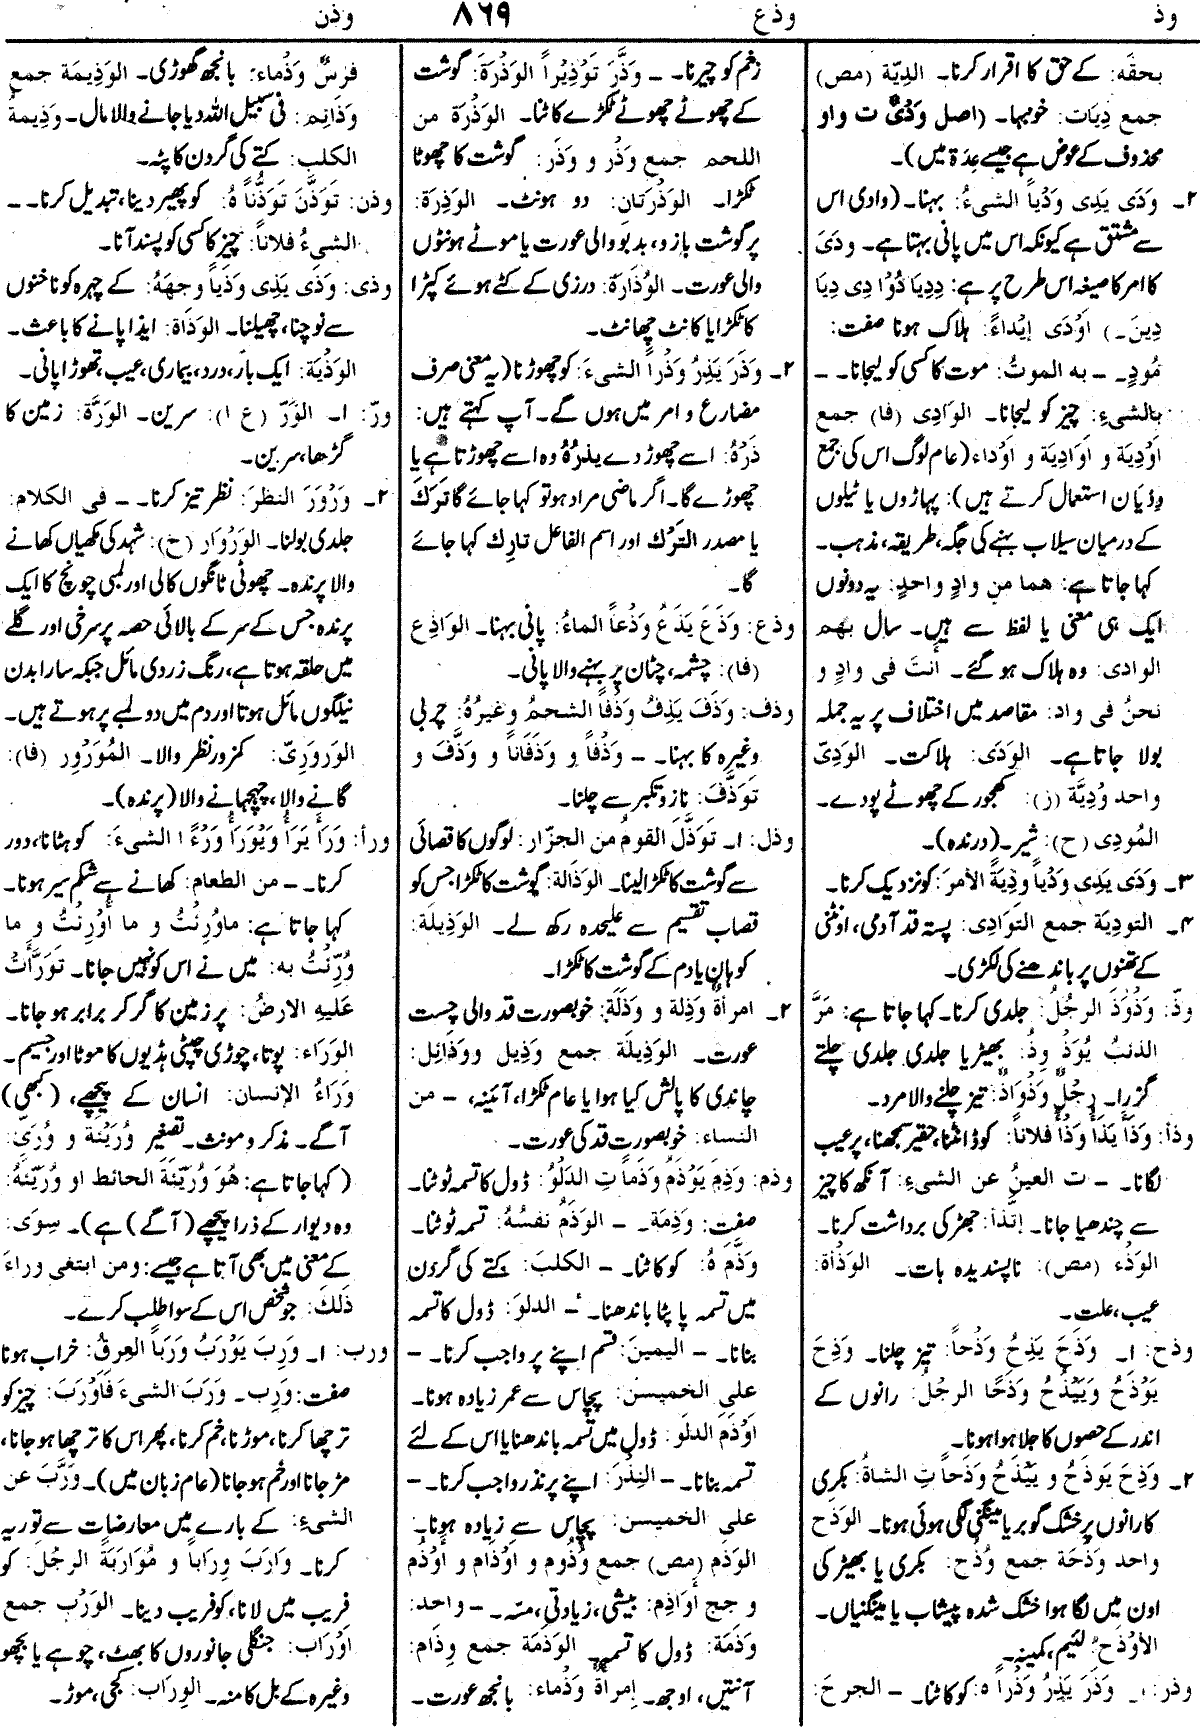 وذ
وذع
٨٦٩
وذن
بحقّه: کے حق کا اقرار کرنا۔ الدِیَّة (مص)
جمع دِیَات: خوبہا۔ (اصل وَدْیٌ ت واو
محذوف کے عوض ہے جیسے عِدَة میں)۔
۲۔ وَدَی یَدِی وَدْیاً الشیءُ: بہنا۔ (وادی اس
سے مشتق ہے کیونکہ اس میں پانی بہتا ہے۔ ودَیَ
کا امر کا صیغہ اس طرح پر ہے: دِدِیَا دُوْا دِی دِیَا
دِینَ۔) اَوْدَی اِیْداءً: ہلاک ہونا صفت:
مُودٍ۔ ۔ به الموتُ: موت کا کسی کو لیجانا۔ ۔
بالشیءِ: چیز کو لیجانا۔ الوَادِی (فا) جمع
اَوْدِیَة و اَوَادِیَة و اَوْداء (عام لوگ اس کی جمع
وِدْیَان استعمال کرتے ہیں): پہاڑوں یا ٹیلوں
کے درمیان سیلاب بہنے کی جگہ، طریقہ، مذہب۔
کہا جاتا ہے: هما مِن وادٍ واحدٍ: یہ دونوں
ایک ہی معنی یا لفظ سے ہیں۔ سال بهم
الوادی: وہ ہلاک ہو گئے۔ أنتَ فی وادٍ و
نحنُ فی واد: مقاصد میں اختلاف پر یہ جملہ
بولا جاتا ہے۔ الوَدَی: ہلاکت۔ الوَدِیّ
واحد وَدِیَّة (ز): کھجور کے چھوٹے پودے۔
المُودِی (ح): شیر۔ (درندہ)۔
۳۔ وَدَی یَدِی وَدْیاً ودِیَةً الأمرَ: کو نزدیک کرنا۔
۴۔ التودِیَة جمع التَوَادِی: پستہ قد آدمی، اونٹنی
کے تھنوں پر باندھنے کی لکڑی۔
وذّ: وَذْوَذَ الرجُلُ: جلدی کرنا۔ کہا جاتا ہے: مَرَّ
الذئبُ یُوَذْ وِذُ: بھیڑیا جلدی جلدی چلتے
گزرا۔ رجُلٌ وَذْوَاذٌ: تیز چلنے والا مرد۔
وذأ: وَذَأَ یَذَأُ وَذْأً فلاناً: کو ڈانٹنا، حقیر سمجھنا، پر عیب
لگانا۔ ۔ ت العینُ عن الشیءِ: آنکھ کا چیز
سے چندھیا جانا۔ اِتَّذَأ: جھڑکی برداشت کرنا۔
الوَذْء (مص): ناپسندیدہ بات۔ الوَذْأة:
عیب، علت۔
وذح: ۱۔ وَذَحَ یَذِحُ وَذْحاً: تیز چلنا۔ وَذِحَ
یَوْذَحُ وَیَیْذَحُ وَذَحًا الرجلُ: رانوں کے
اندر کے حصوں کا جلا ہوا ہونا۔
۲۔ وَذِحَ یَوذَحُ و یَیْذَحُ وَذَحاً تِ الشاةُ: بکری
کا رانوں پر خشک گوبر یا مینگنی لگی ہوئی ہونا۔ الوَذَح
واحد وَذَحَة جمع وُذْح: بکری یا بھیڑ کی
اون میں لگا ہوا خشک شدہ پیشاب یا مینگنیاں۔
الأوْذَح: لئیم، کمینہ۔
وذر: ۱۔ وَذَرَ یَذِرُ وَذْراً ہ: کو کاٹنا۔ ۔ الجرحَ:
زخم کو چیرنا۔ ۔ وَذَّرَ تَوْذِیْراً الوَذْرَةَ: گوشت
کے چھوٹے چھوٹے ٹکڑے کاٹنا۔ الوَذْرَة من
اللحم جمع وَذْر و وَذَر: گوشت کا چھوٹا
ٹکڑا۔ الوَذْرَتَان: دو ہونٹ۔ الوَذِرَة:
پر گوشت بازو، بدبو والی عورت یا موٹے ہونٹوں
والی عورت۔ الوُذَارَة: درزی کے کٹے ہوئے کپڑا
کا ٹکڑا یا کانٹ چھانٹ۔
۲۔ وَذَرَ یَذَرُ وَذْراً الشیءَ: کو چھوڑنا (یہ معنی صرف
مضارع و امر میں ہوں گے۔ آپ کہتے ہیں:
ذَرْهُ: اسے چھوڑ دے یذرُهُ وہ اسے چھوڑتا ہے یا
چھوڑے گا۔ اگر ماضی مراد ہو تو کہا جائے گا تَرَكَ
یا مصدر التَرْك اور اسم الفاعل تارِك کہا جائے
گا۔
وذع: وَذَعَ یَذَعُ وَذْعاً الماءُ: پانی بہنا۔ الوَاذِع
(فا): چشمہ، چٹان پر بہنے والا پانی۔
وذف: وَذَفَ یَذِفُ وَذْفاً الشحمُ وغیرُهُ: چربی
وغیرہ کا بہنا۔ ۔ وَذْفاً و وَذَفَاناً و وَذَّفَ و
تَوَذَّفَ: ناز و تکبر سے چلنا۔
وذل: ۱۔ تَوَذَّلَ القومُ من الجزّار: لوگوں کا قصائی
سے گوشت کا ٹکڑا لینا۔ الوَذَالَة: گوشت کا ٹکڑا جس کو
قصاب تقسیم سے علیحدہ رکھ لے۔ الوَذِیلَة:
کوہان یا دم کے گوشت کا ٹکڑا۔
۲۔ امرأةٌ وَذِلة و وَذَلَة: خوبصورت قد والی چست
عورت۔ الوَذِیلَة جمع وَذِیل ووَذَائِل:
چاندی کا پالش کیا ہوا یا عام ٹکڑا، آئینہ، ۔ من
النساء: خوبصورت قد کی عورت۔
وذم: وَذِمَ یَوْذَمُ وَذَماً تِ الدَلْوُ: ڈول کا تسمہ ٹوٹنا۔
صفت: وَذِمَة۔ ۔ الوَذَمُ نفسُهُ: تسمہ ٹوٹنا۔
وَذَّمَ ہُ: کو کاٹنا۔ ۔ الکلبَ: کتے کی گردن
میں تسمہ یا پٹا باندھنا۔ ۔ الدلوَ: ڈول کا تسمہ
بنانا۔ ۔ الیمینَ: قسم اپنے پر واجب کرنا۔ ۔
علی الخمیسن: پچاس سے عمر زیادہ ہونا۔
اَوْذَمَ الدلوَ: ڈول میں تسمہ باندھنا یا اس کے لئے
تسمہ بنانا۔ ۔ النِذْرَ: اپنے پر نذر واجب کرنا۔ ۔
علی الخمیسن: پچاس سے زیادہ ہونا۔
الوَذَم (مص) جمع وُذُوم و اَوْذَام و اَوْذُم
و جج اَوَاذِم: بیشی، زیادتی، مسّہ۔ ۔ واحد:
وَذَمَة: ڈول کا تسمہ۔ الوَذَمَة جمع وِذَام:
آنتیں، اوجھ۔ اِمرأةٌ وَذْماء: بانجھ عورت۔
فرَسٌ وَذْماء: بانجھ گھوڑی۔ الوَذِیمَة جمع
وَذَائِم: فی سبیل اللہ دیا جانے والا مال۔ وَذِیمةُ
الکلب: کتے کی گردن کا پٹہ۔
وذن: تَوَذَّنَ تَوَذُّناً ہُ: کو پھیر دینا، تبدیل کرنا۔ ۔
الشیءُ فلاناً: چیز کا کسی کو پسند آنا۔
وذی: وَذَی یَذِی وَذْیاً وجهَهُ: کے چہرہ کو ناخنوں
سے نوچنا، چھیلنا۔ الوَذَاة: ایذا پانے کا باعث۔
الوَذْیَة: ایک بار، درد، بیماری، عیب، تھوڑا پانی۔
ورّ: ۱۔ الوَرّ (ع ا): سرین۔ الوَرَّة: زمین کا
گڑھا، سرین۔
۲۔ وَرْوَرَ النظرَ: نظر تیز کرنا۔ ۔ فی الکلام:
جلدی بولنا۔ الوَرْوَار (ح): شہد کی مکھیاں کھانے
والا پرندہ۔ چھوٹی ٹانگوں کالی اور لمبی چونچ کا ایک
پرندہ جس کے سر کے بالائی حصہ پر سرخی اور گلے
میں حلقہ ہوتا ہے، رنگ زردی مائل جبکہ سارا بدن
نیلگوں مائل ہوتا اور دم میں دو لمبے پر ہوتے ہیں۔
الوَروَرِیّ: کمزور نظر والا۔ المُوَرْوِر (فا):
گانے والا، چہچہانے والا (پرندہ)۔
ورأ: وَرَأَ یَرَأُ وَیَوْرَأُ وَرْءًا الشیءَ: کو ہٹانا، دور
کرنا۔ ۔ من الطعام: کھانے سے شکم سیر ہونا۔
کہا جاتا ہے: ماوُرِئْتُ و ما أُوْرِئْتُ و ما
وُرِّئْتُ به: میں نے اس کو نہیں جانا۔ تَورَّأَتْ
عَلیهِ الارضُ: پر زمین کا گر کر برابر ہو جانا۔
الوَرَاء: پوتا، چوڑی چپٹی ہڈیوں کا موٹا اور جسیم۔
وَرَاءُ الإنسان: انسان کے پیچھے، (کبھی)
آگے۔ مذکر و مونث۔ تصغیر وُرَیّئَة و وُرَیّ:
(کہا جاتا ہے: هُوَ وُرَیِّئَةَ الحائط او وُرَیِّئَهُ:
وہ دیوار کے ذرا پیچھے (آگے) ہے)۔ سِوَی:
کے معنی میں بھی آتا ہے جیسے: ومن ابتغی وراءَ
ذَلكَ: جو شخص اس کے سوا طلب کرے۔
ورب: ۱۔ وَرِبَ یَوْرَبُ وَرَبَاً العِرقُ: خراب ہونا
صفت: وَرِب۔ وَرَبَ الشیءَ فَاَوْرَبَ: چیز کو
ترچھا کرنا، موڑنا، خم کرنا، پھر اس کا ترچھا ہو جانا،
مڑ جانا اور خم ہو جانا (عام زبان میں)۔ وَرَّبَ عن
الشیءِ: کے بارے میں معارضات سے توریہ
کرنا۔ وَارَبَ وِرَاباً و مُوَارَبَةً الرجُلَ: کو
فریب میں لانا، کو فریب دینا۔ الوَرْب جمع
اَوْرَاب: جنگلی جانوروں کا بھٹ، چوہے یا بچھو
وغیرہ کے بل کا منہ۔ الوِرَاب: کجی، موڑ۔